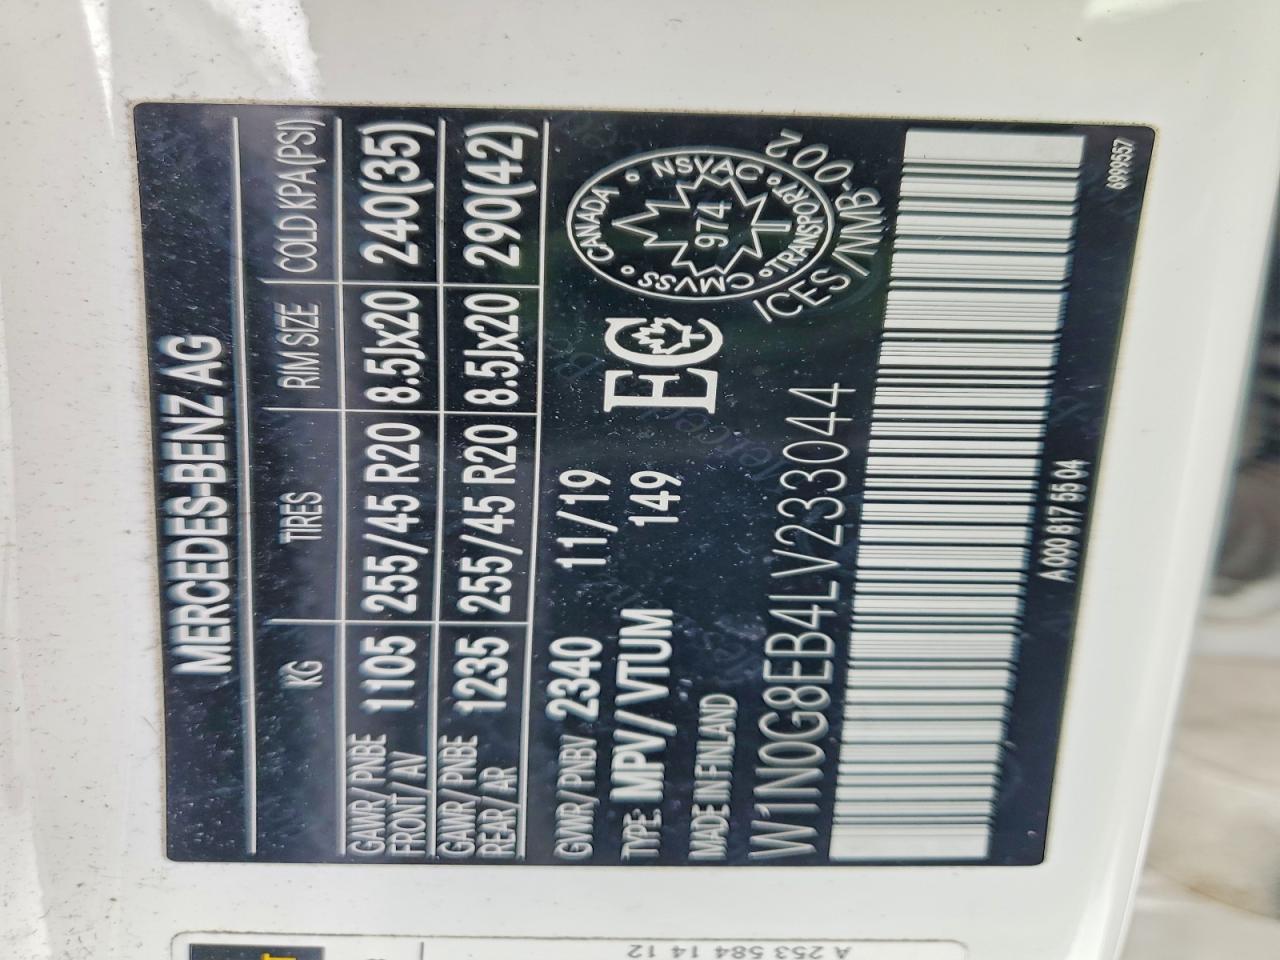 MERCEDES-BENZ AG
KG TIRES RIM SIZE COLD KPA(PSI)
GAWR/PNBE FRONT/AV 1105 255/45 R20 8.5Jx20 240(35)
GAWR/PNBE REAR/AR 1235 255/45 R20 8.5Jx20 290(42)
GVWR/PNBV 2340 11/19
TYPE: MPV/VTUM 149 EC
MADE IN FINLAND
CANADA • NSVAC • TRANSPORT • CMVSS •
974
ICES/NMB-002
W1N0G8EB4LV233044
A 000 817 55 04
6999557
A 253 584 14 12